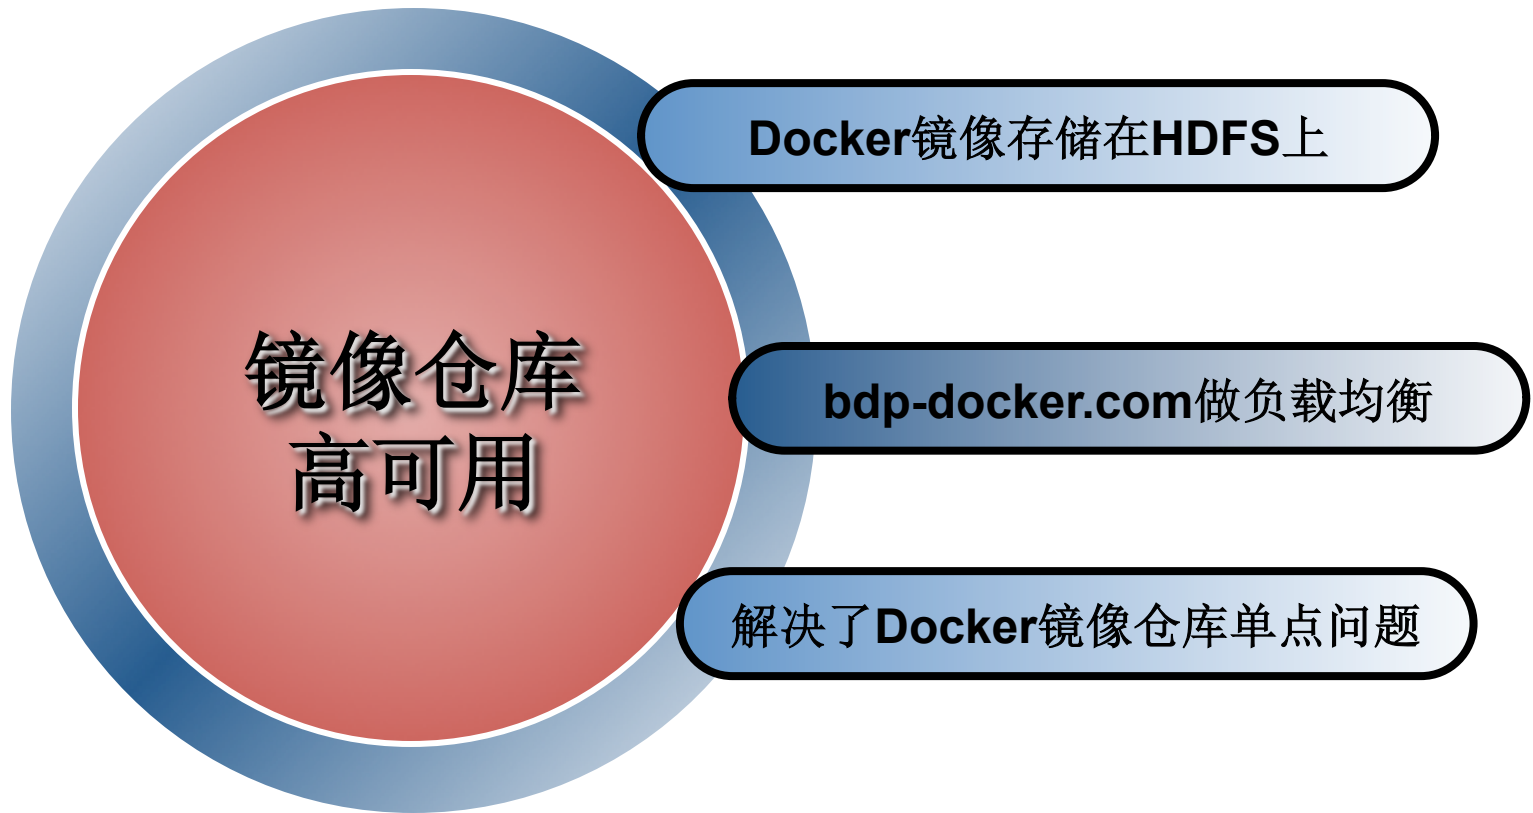 镜像仓库
高可用
Docker镜像存储在HDFS上
bdp-docker.com做负载均衡
解决了Docker镜像仓库单点问题